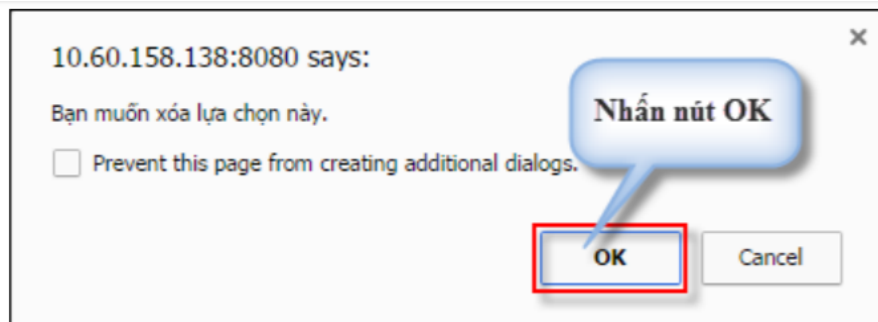 10.60.158.138:8080 says:
Bạn muốn xóa lựa chọn này.
Nhấn nút OK
Prevent this page from creating additional dialogs.
OK
Cancel